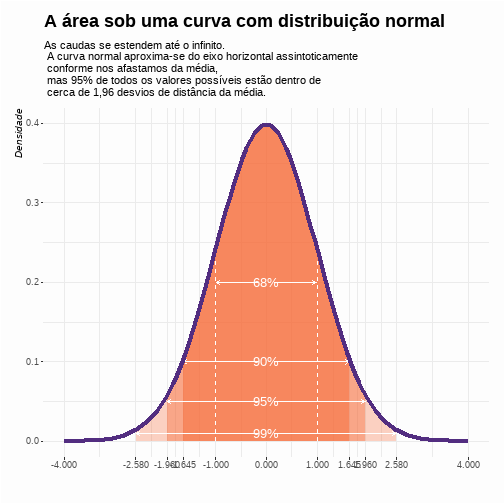 A área sob uma curva com distribuição normal
As caudas se estendem até o infinito.
A curva normal aproxima-se do eixo horizontal assintoticamente
conforme nos afastamos da média,
mas 95% de todos os valores possíveis estão dentro de
cerca de 1,96 desvios de distância da média.
Densidade
0.4
0.3
0.2
0.1
0.0
68%
90%
95%
99%
-4.000 -2.580 -1.960 -1.645 -1.000 0.000 1.000 1.645 1.960 2.580 4.000